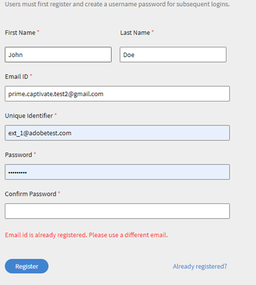 Users must first register and create a username password for subsequent logins.
First Name * Last Name *
John Doe
Email ID *
prime.captivate.test2@gmail.com
Unique Identifier *
ext_1@adobetest.com
Password *
•••••••••
Confirm Password *
Email id is already registered. Please use a different email.
Register Already registered?